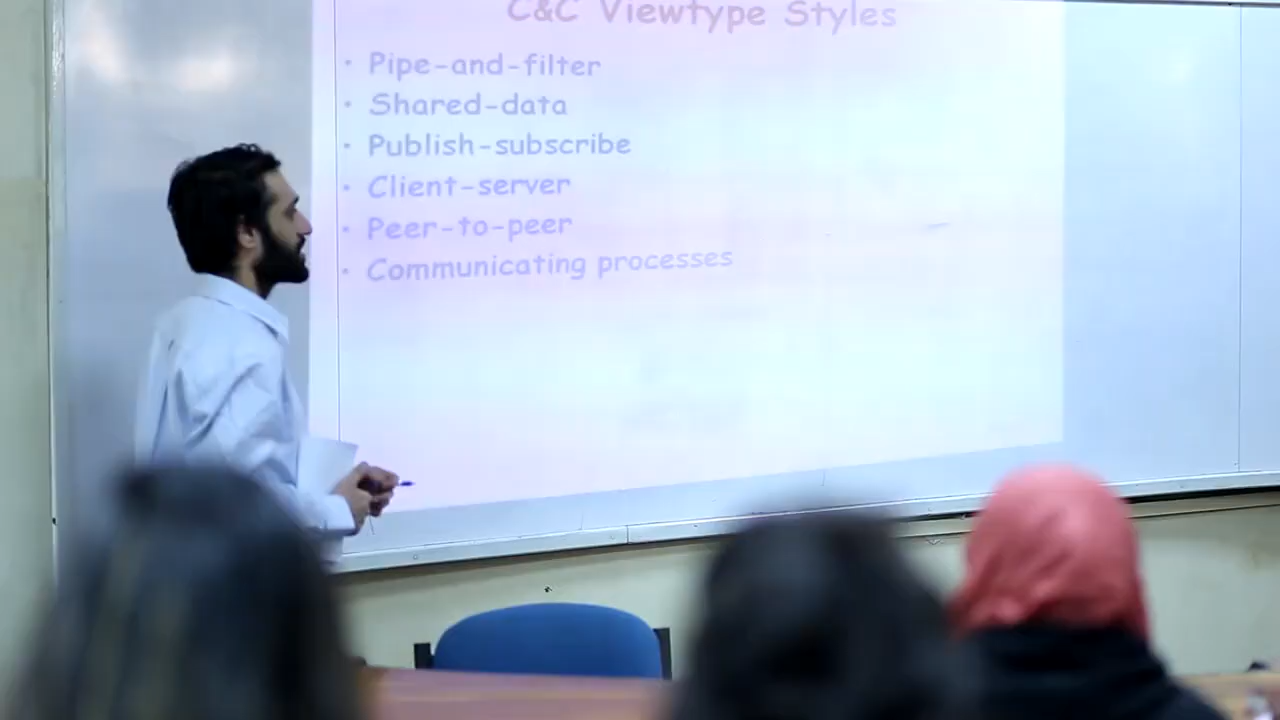 C&C Viewtype Styles
• Pipe-and-filter
• Shared-data
• Publish-subscribe
• Client-server
• Peer-to-peer
• Communicating processes